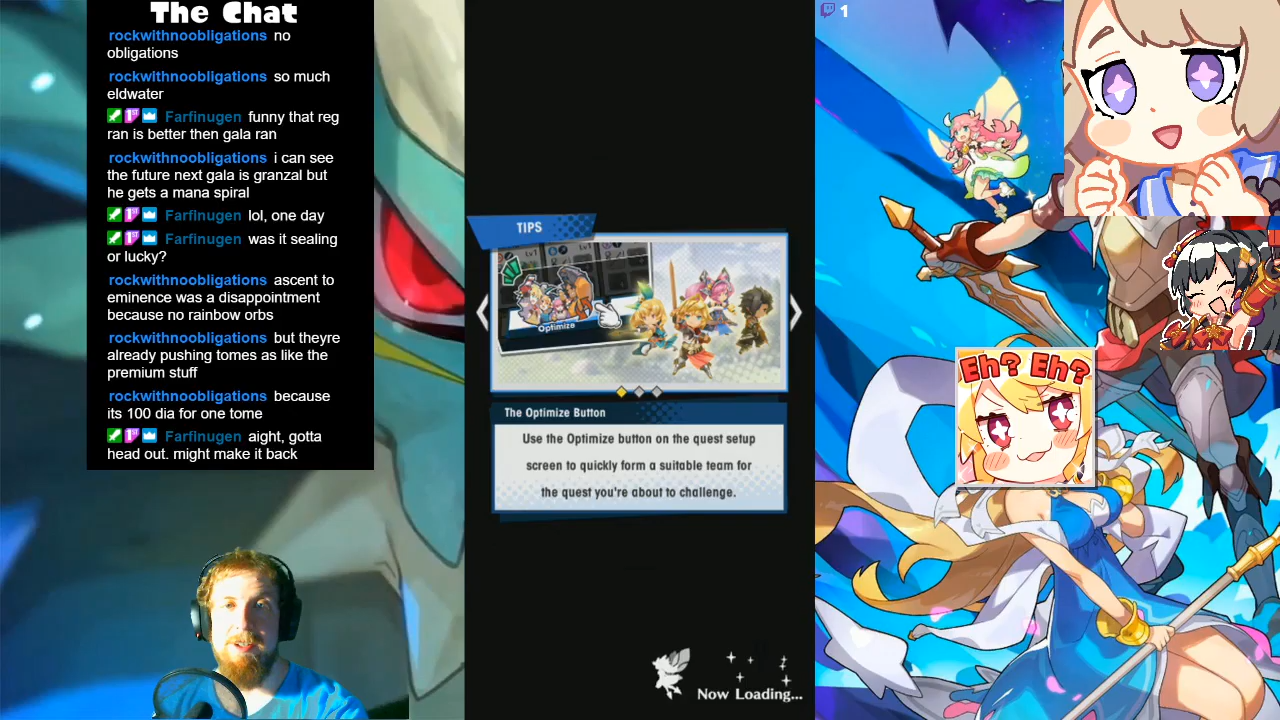 The Chat
rockwithnoobligations no
obligations
rockwithnoobligations so much
eldwater
1ST Farfinugen funny that reg
ran is better then gala ran
rockwithnoobligations i can see
the future next gala is granzal but
he gets a mana spiral
1ST Farfinugen lol, one day
1ST Farfinugen was it sealing
or lucky?
rockwithnoobligations ascent to
eminence was a disappointment
because no rainbow orbs
rockwithnoobligations but theyre
already pushing tomes as like the
premium stuff
rockwithnoobligations because
its 100 dia for one tome
1ST Farfinugen aight, gotta
head out. might make it back
TIPS
Optimize
The Optimize Button
Use the Optimize button on the quest setup
screen to quickly form a suitable team for
the quest you're about to challenge.
Now Loading...
1
Eh? Eh?